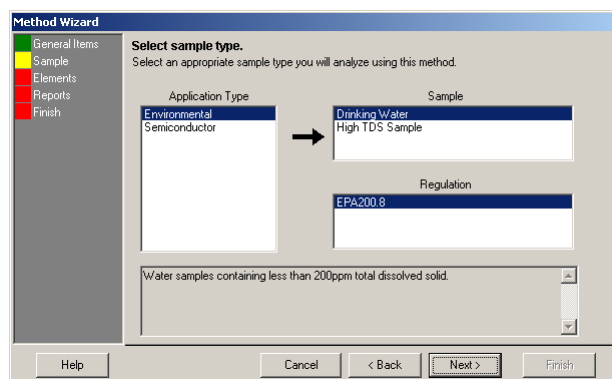 Method Wizard
General Items
Sample
Elements
Reports
Finish
Select sample type.
Select an appropriate sample type you will analyze using this method.
Application Type
Environmental
Semiconductor
Sample
Drinking Water
High TDS Sample
Regulation
EPA200.8
Water samples containing less than 200ppm total dissolved solid.
Help
Cancel
< Back
Next >
Finish